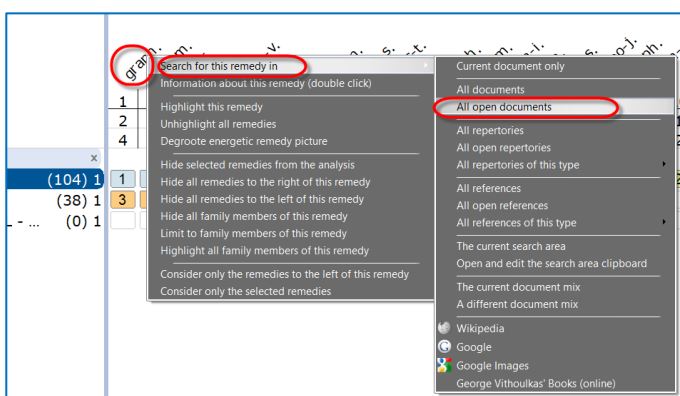 graph.
m.
v.
n.
s.
t.
h.
m.
n-i.
s.
no-j.
ph.
Search for this remedy in
Information about this remedy (double click)
Highlight this remedy
Unhighlight all remedies
Degroote energetic remedy picture
Hide selected remedies from the analysis
Hide all remedies to the right of this remedy
Hide all remedies to the left of this remedy
Hide all family members of this remedy
Limit to family members of this remedy
Highlight all family members of this remedy
Consider only the remedies to the left of this remedy
Consider only the selected remedies
Current document only
All documents
All open documents
All repertories
All open repertories
All repertories of this type
All references
All open references
All references of this type
The current search area
Open and edit the search area clipboard
The current document mix
A different document mix
Wikipedia
Google
Google Images
George Vithoulkas' Books (online)
1
2
4
x
(104) 1 1
(38) 1 3
- ... (0) 1